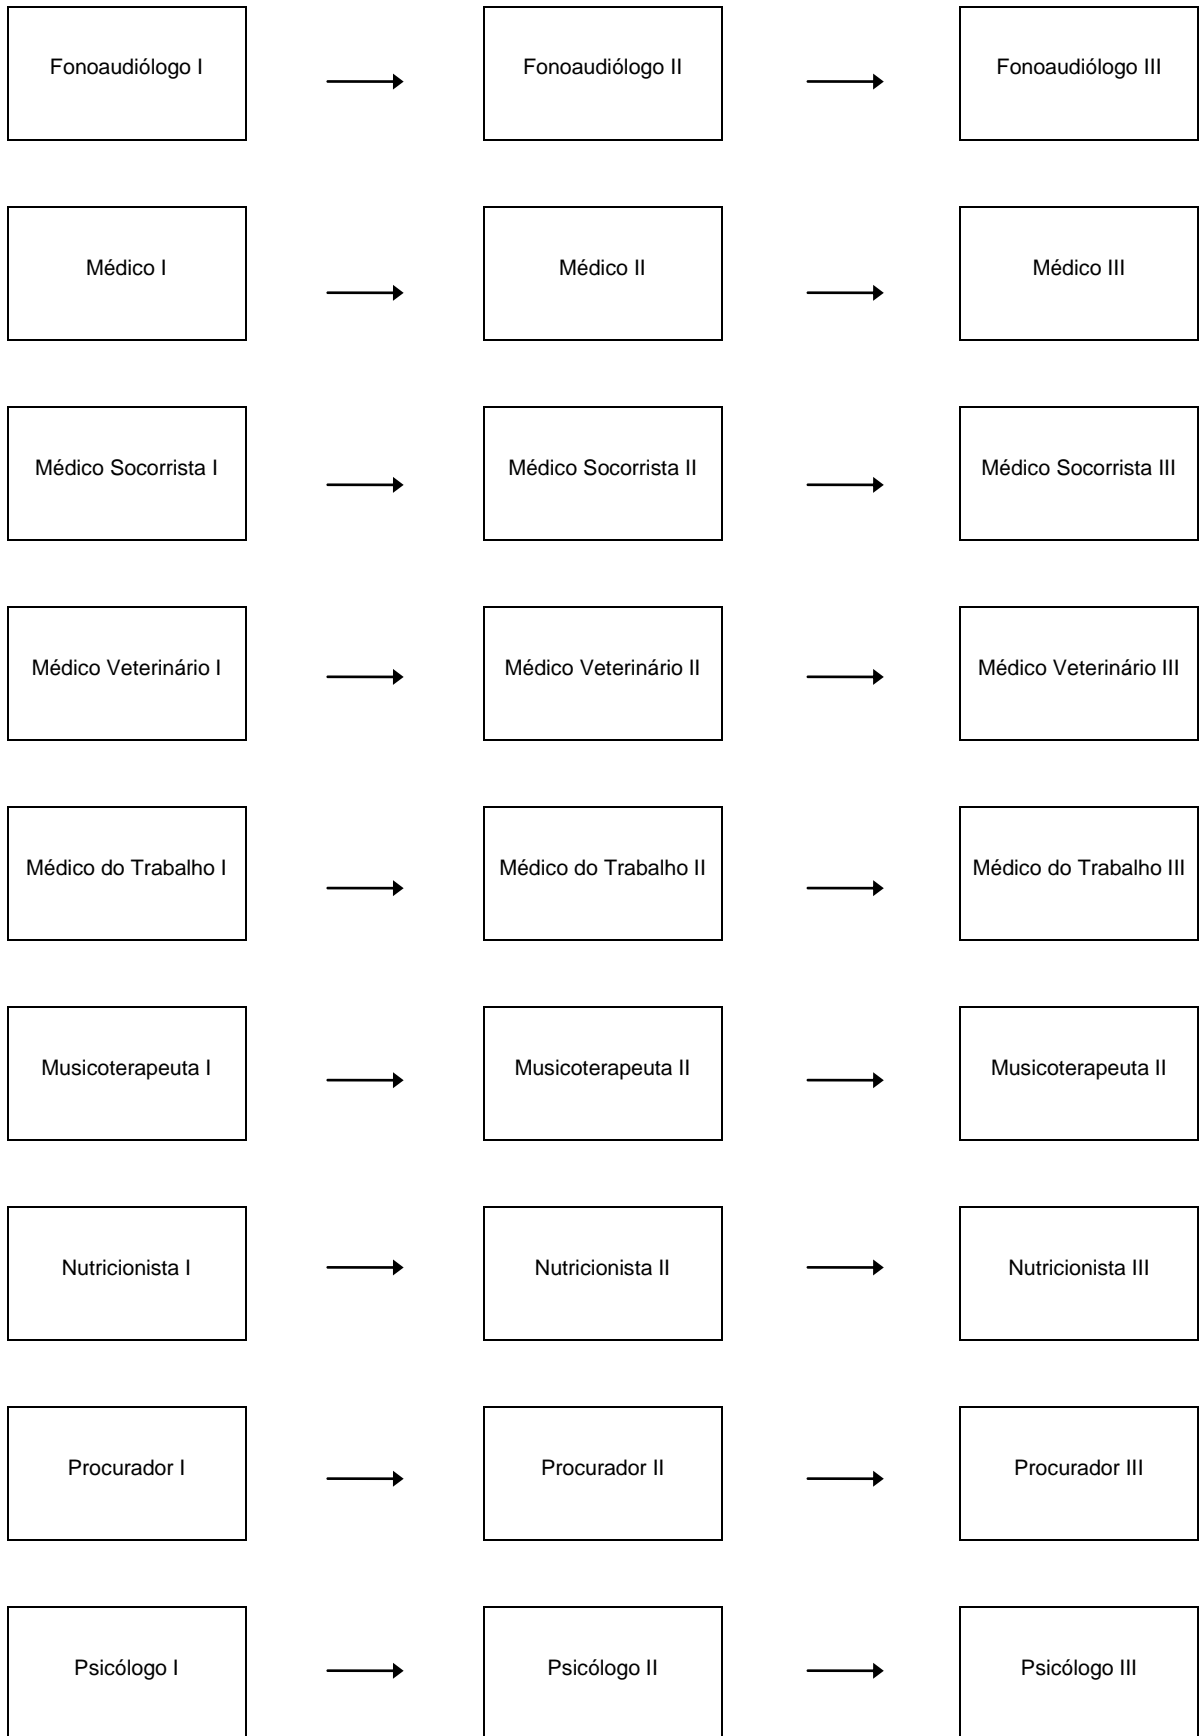 Fonoaudiólogo I
Fonoaudiólogo II
Fonoaudiólogo III
Médico I
Médico II
Médico III
Médico Socorrista I
Médico Socorrista II
Médico Socorrista III
Médico Veterinário I
Médico Veterinário II
Médico Veterinário III
Médico do Trabalho I
Médico do Trabalho II
Médico do Trabalho III
Musicoterapeuta I
Musicoterapeuta II
Musicoterapeuta II
Nutricionista I
Nutricionista II
Nutricionista III
Procurador I
Procurador II
Procurador III
Psicólogo I
Psicólogo II
Psicólogo III